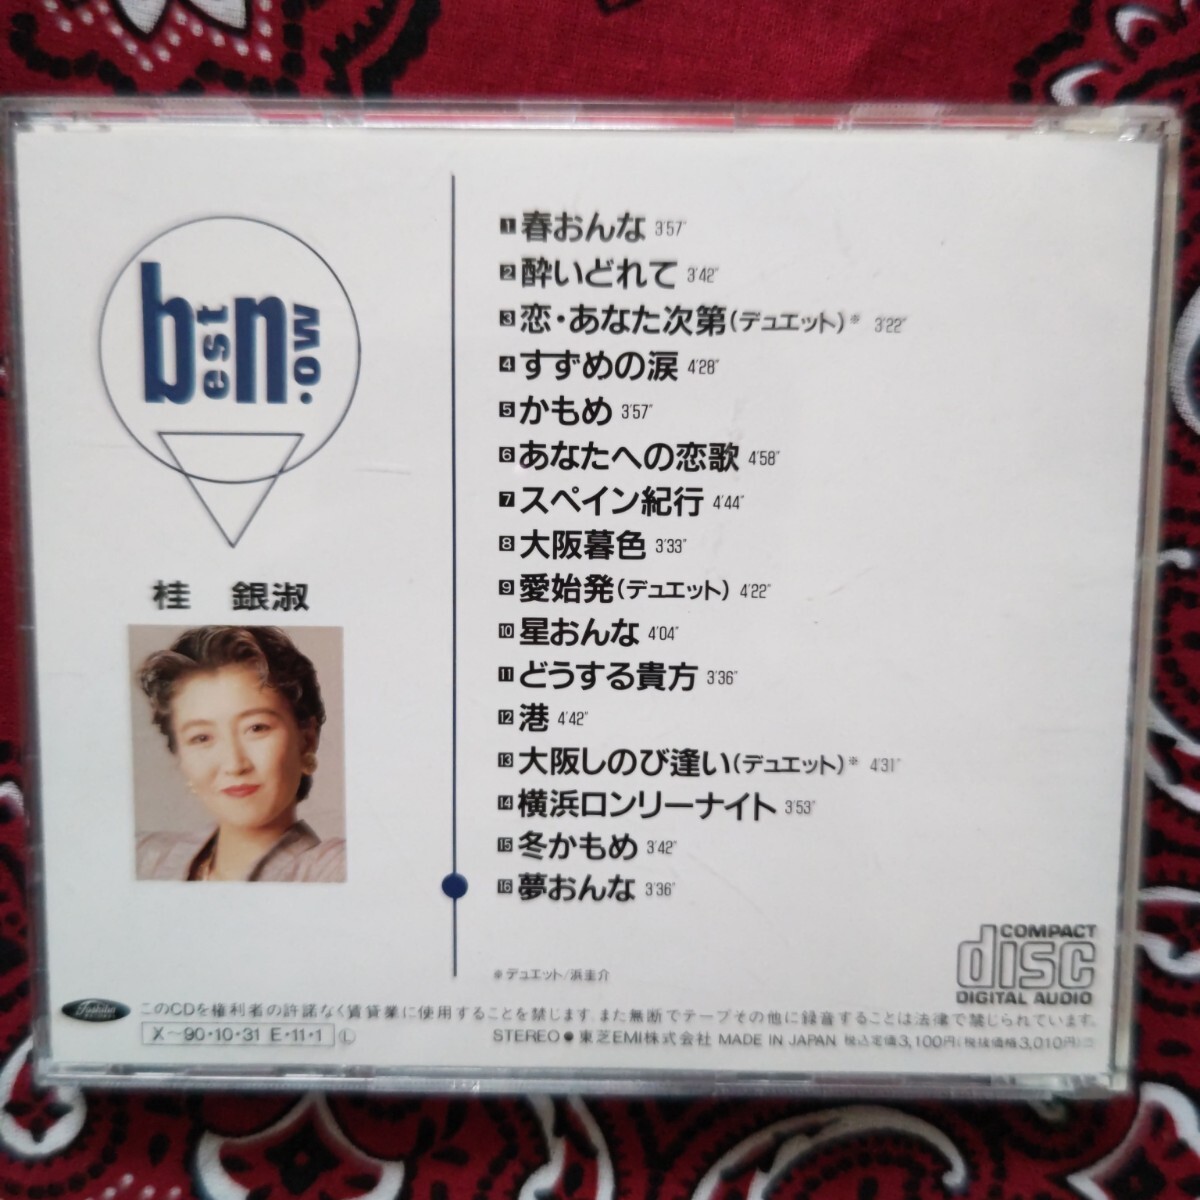 best
now.
桂 銀淑
1 春おんな 3'57"
2 酔いどれて 3'42"
3 恋・あなた次第(デュエット)※ 3'22"
4 すずめの涙 4'28"
5 かもめ 3'57"
6 あなたへの恋歌 4'58"
7 スペイン紀行 4'44"
8 大阪暮色 3'33"
9 愛始発(デュエット) 4'22"
10 星おんな 4'04"
11 どうする貴方 3'36"
12 港 4'42"
13 大阪しのび逢い(デュエット)※ 4'31"
14 横浜ロンリーナイト 3'53"
15 冬かもめ 3'42"
16 夢おんな 3'36"
※デュエット/浜圭介
COMPACT
disc
DIGITAL AUDIO
Toshiba
RECORDS
このCDを権利者の許諾なく賃貸業に使用することを禁じます。また無断でテープその他に録音することは法律で禁じられています。
X〜90・10・31 E・11・1 Ⓛ
STEREO●東芝EMI株式会社 MADE IN JAPAN 税込定価3,100円(税抜価格3,010円)